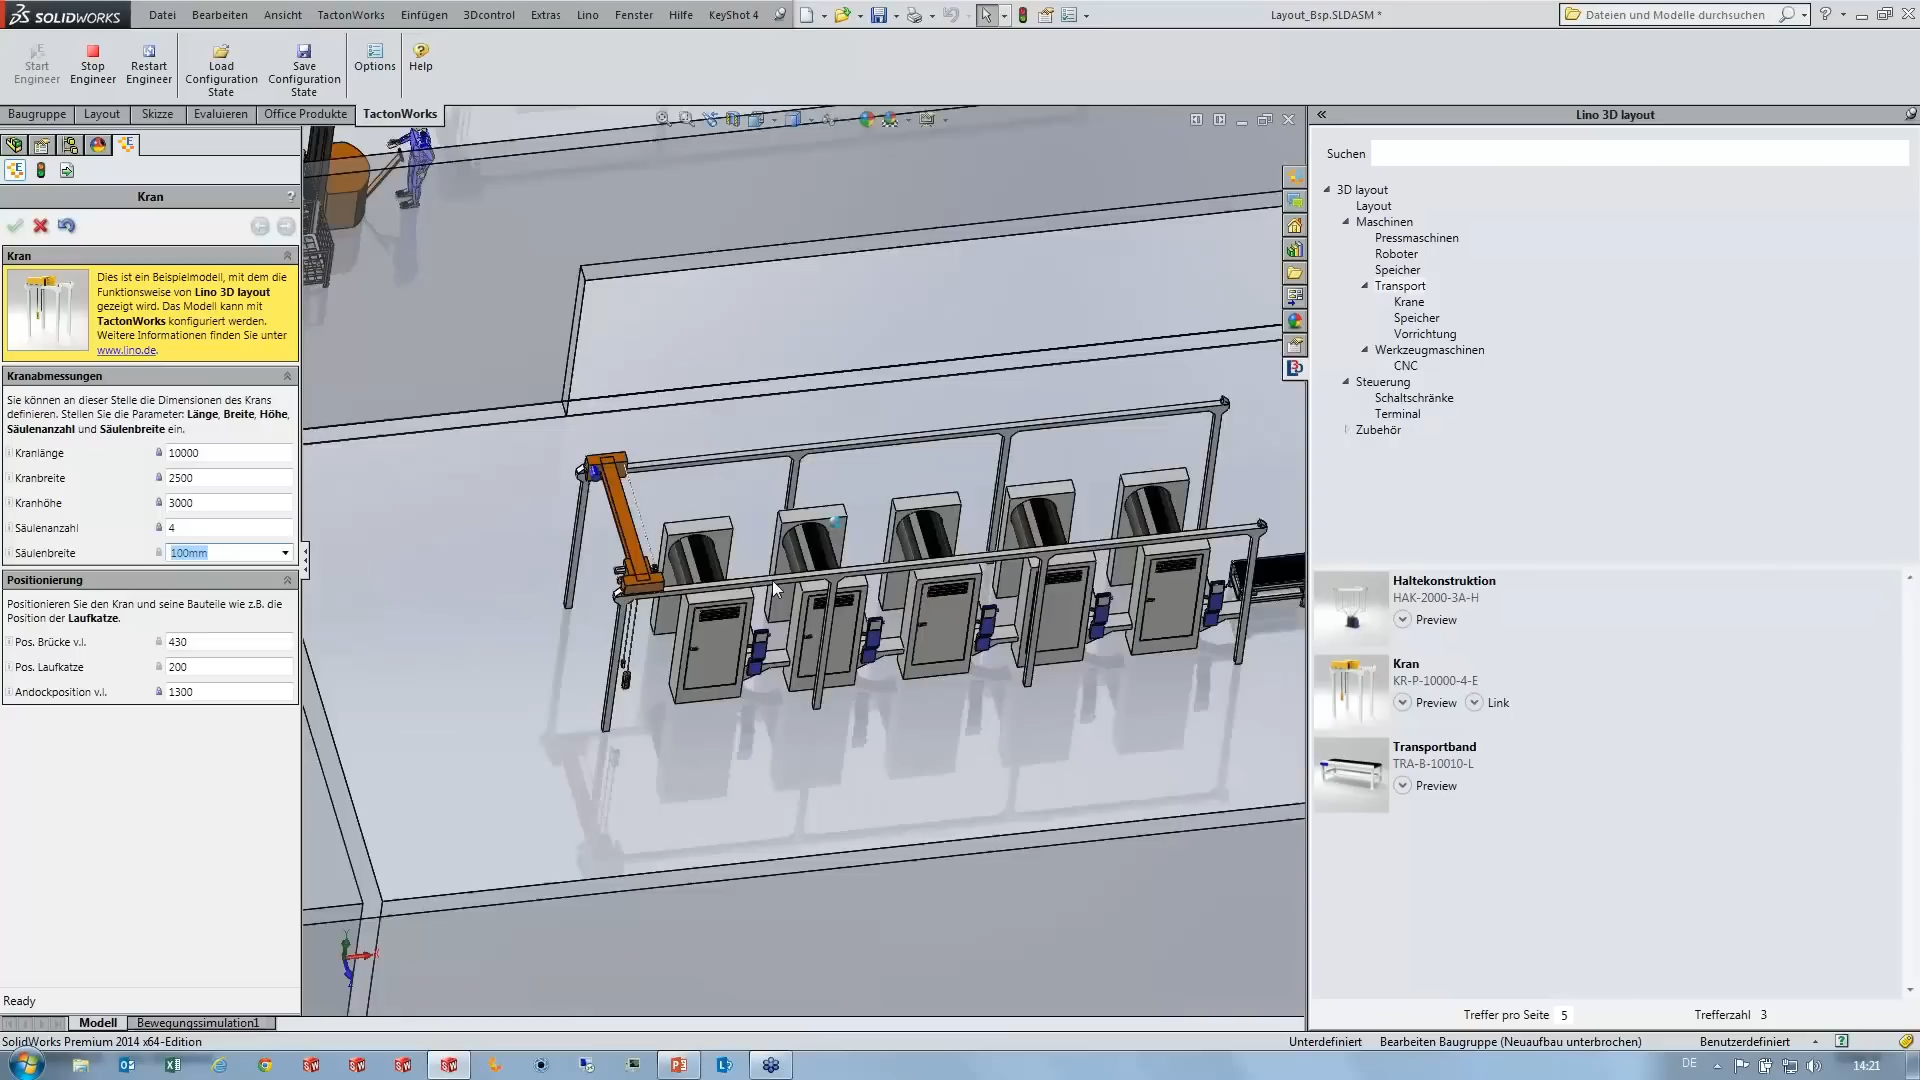 SOLIDWORKS Datei Bearbeiten Ansicht TactonWorks Einfügen 3Dcontrol Extras Lino Fenster Hilfe KeyShot 4 Layout_Bsp.SLDASM * Dateien und Modelle durchsuchen
Start Engineer
Stop Engineer
Restart Engineer
Load Configuration State
Save Configuration State
Options
Help
Baugruppe Layout Skizze Evaluieren Office Produkte TactonWorks
Kran
Kran
Dies ist ein Beispielmodell, mit dem die
Funktionsweise von Lino 3D layout
gezeigt wird. Das Modell kann mit
TactonWorks konfiguriert werden.
Weitere Informationen finden Sie unter
www.lino.de.
Kranabmessungen
Sie können an dieser Stelle die Dimensionen des Krans
definieren. Stellen Sie die Parameter: Länge, Breite, Höhe,
Säulenanzahl und Säulenbreite ein.
Kranlänge 10000
Kranbreite 2500
Kranhöhe 3000
Säulenanzahl 4
Säulenbreite 100mm
Positionierung
Positionieren Sie den Kran und seine Bauteile wie z.B. die
Position der Laufkatze.
Pos. Brücke v.l. 430
Pos. Laufkatze 200
Andockposition v.l. 1300
Ready
Modell Bewegungssimulation1
Lino 3D layout
Suchen
3D layout
Layout
Maschinen
Pressmaschinen
Roboter
Speicher
Transport
Krane
Speicher
Vorrichtung
Werkzeugmaschinen
CNC
Steuerung
Schaltschränke
Terminal
Zubehör
Haltekonstruktion
HAK-2000-3A-H
Preview
Kran
KR-P-10000-4-E
Preview Link
Transportband
TRA-B-10010-L
Preview
Treffer pro Seite 5 Trefferzahl 3
SolidWorks Premium 2014 x64-Edition Unterdefiniert Bearbeiten Baugruppe (Neuaufbau unterbrochen) Benutzerdefiniert
DE 14:21